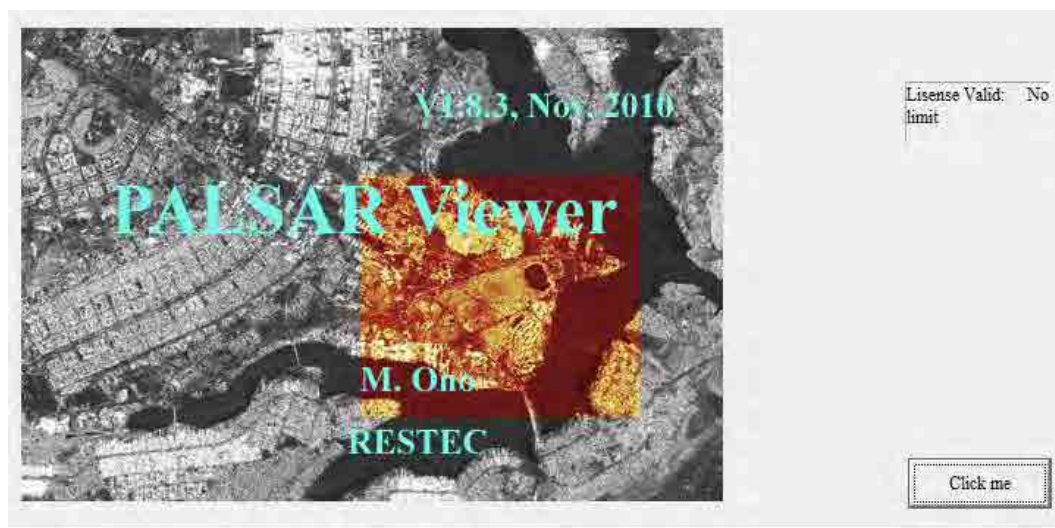 V1.8.3, Nov, 2010
Lisense Valid: No
limit
PALSAR Viewer
M. Ono
RESTEC
Click me